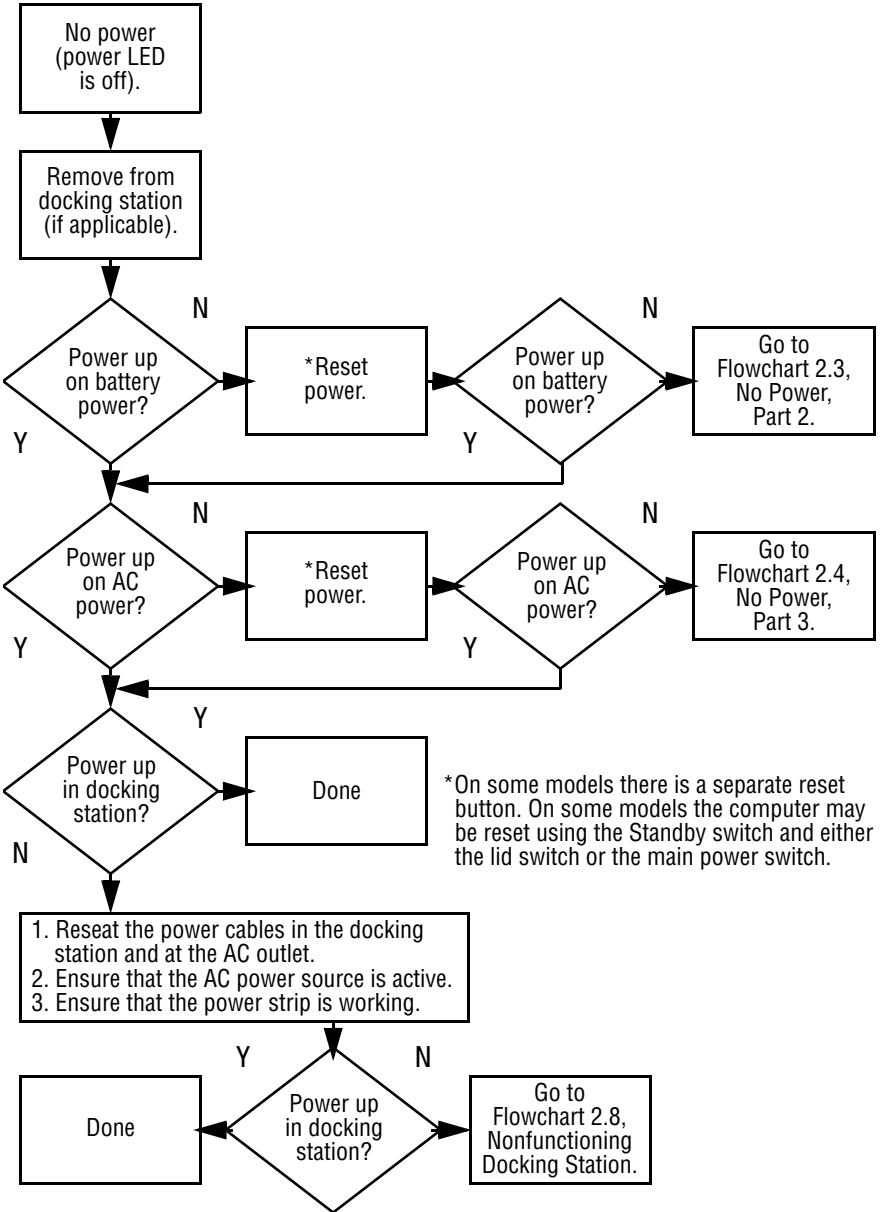 No power
(power LED
is off).
Remove from
docking station
(if applicable).
N
N
Power up
on battery
power?
*Reset
power.
Power up
on battery
power?
Go to
Flowchart 2.3,
No Power,
Part 2.
Y
Y
N
N
Power up
on AC
power?
*Reset
power.
Power up
on AC
power?
Go to
Flowchart 2.4,
No Power,
Part 3.
Y
Y
Y
Power up
in docking
station?
Done
N
*On some models there is a separate reset
button. On some models the computer may
be reset using the Standby switch and either
the lid switch or the main power switch.
1. Reseat the power cables in the docking
station and at the AC outlet.
2. Ensure that the AC power source is active.
3. Ensure that the power strip is working.
Y
N
Done
Power up
in docking
station?
Go to
Flowchart 2.8,
Nonfunctioning
Docking Station.